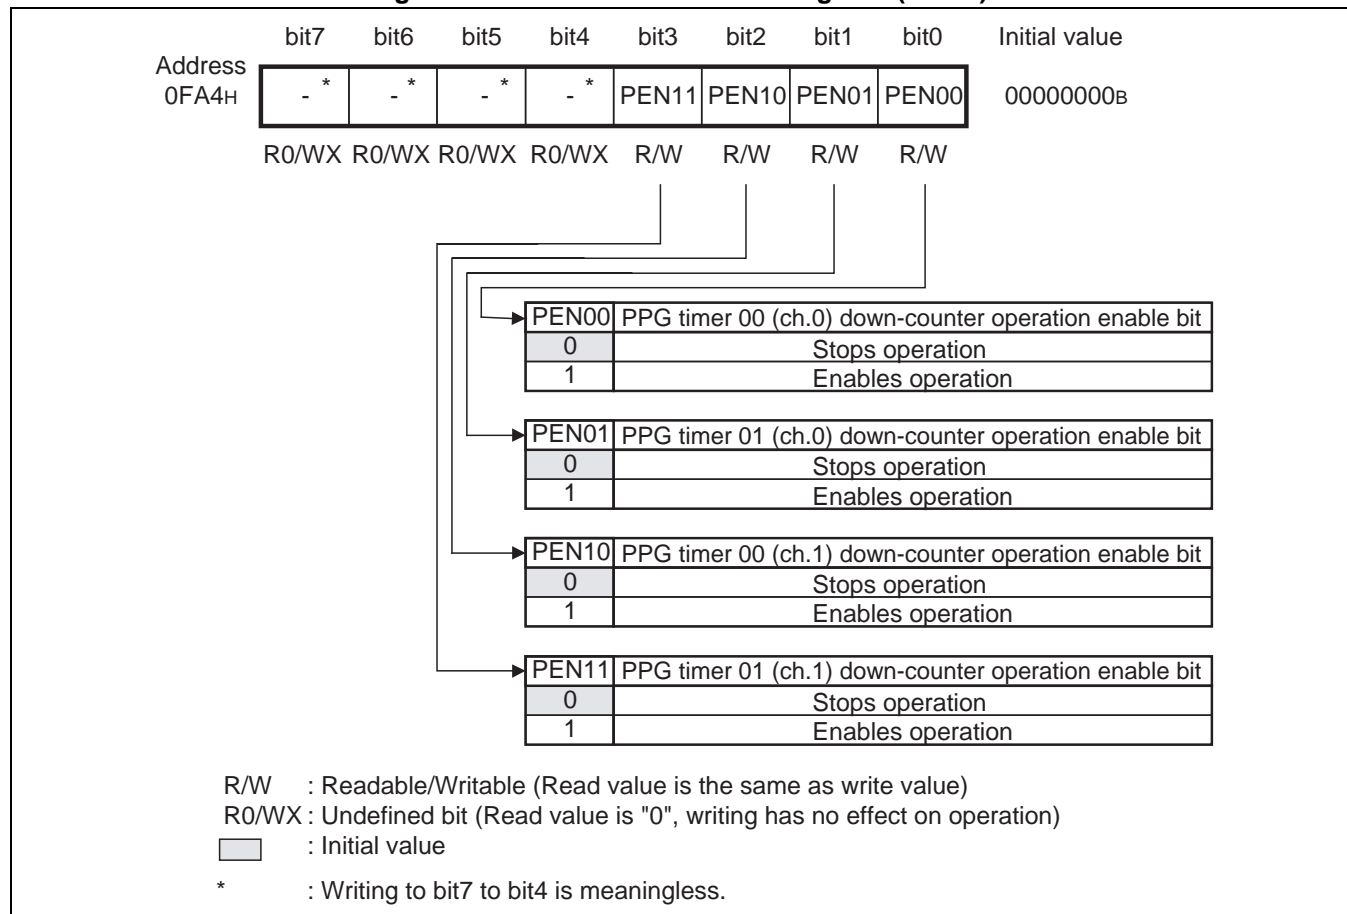 bit7 bit6 bit5 bit4 bit3 bit2 bit1 bit0 Initial value
Address
0FA4H - * - * - * - * PEN11 PEN10 PEN01 PEN00 00000000B
R0/WX R0/WX R0/WX R0/WX R/W R/W R/W R/W
PEN00 PPG timer 00 (ch.0) down-counter operation enable bit
0 Stops operation
1 Enables operation
PEN01 PPG timer 01 (ch.0) down-counter operation enable bit
0 Stops operation
1 Enables operation
PEN10 PPG timer 00 (ch.1) down-counter operation enable bit
0 Stops operation
1 Enables operation
PEN11 PPG timer 01 (ch.1) down-counter operation enable bit
0 Stops operation
1 Enables operation
R/W : Readable/Writable (Read value is the same as write value)
R0/WX : Undefined bit (Read value is "0", writing has no effect on operation)
: Initial value
* : Writing to bit7 to bit4 is meaningless.